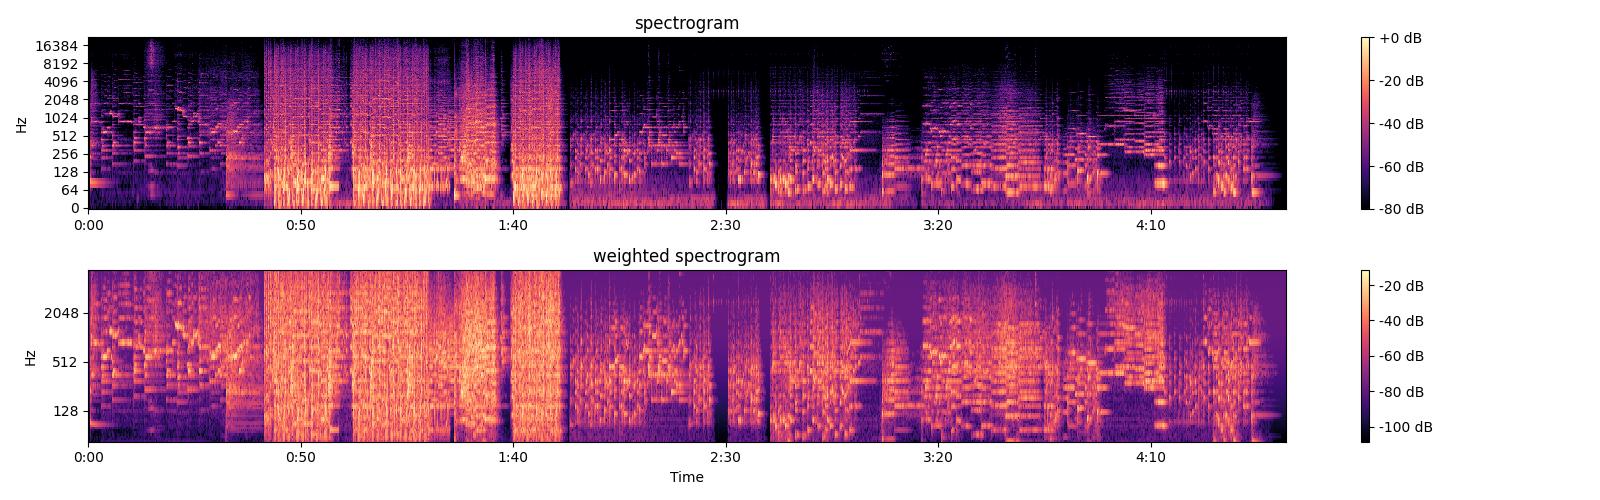 spectrogram
Hz
16384
8192
4096
2048
1024
512
256
128
64
0
0:00 0:50 1:40 2:30 3:20 4:10
+0 dB
-20 dB
-40 dB
-60 dB
-80 dB
weighted spectrogram
Hz
2048
512
128
0:00 0:50 1:40 2:30 3:20 4:10
Time
-20 dB
-40 dB
-60 dB
-80 dB
-100 dB